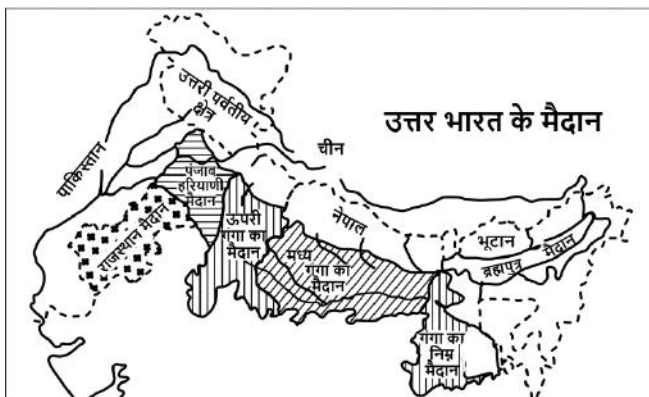 उत्तरी पर्वतीय
क्षेत्र
उत्तर भारत के मैदान
चीन
पाकिस्तान
पंजाब
हरियाणी
मैदान
ऊपरी
गंगा का
मैदान
राजस्थान मैदान
नेपाल
मध्य
गंगा का
मैदान
भूटान
ब्रह्मपुत्र मैदान
गंगा का
निम्न
मैदान